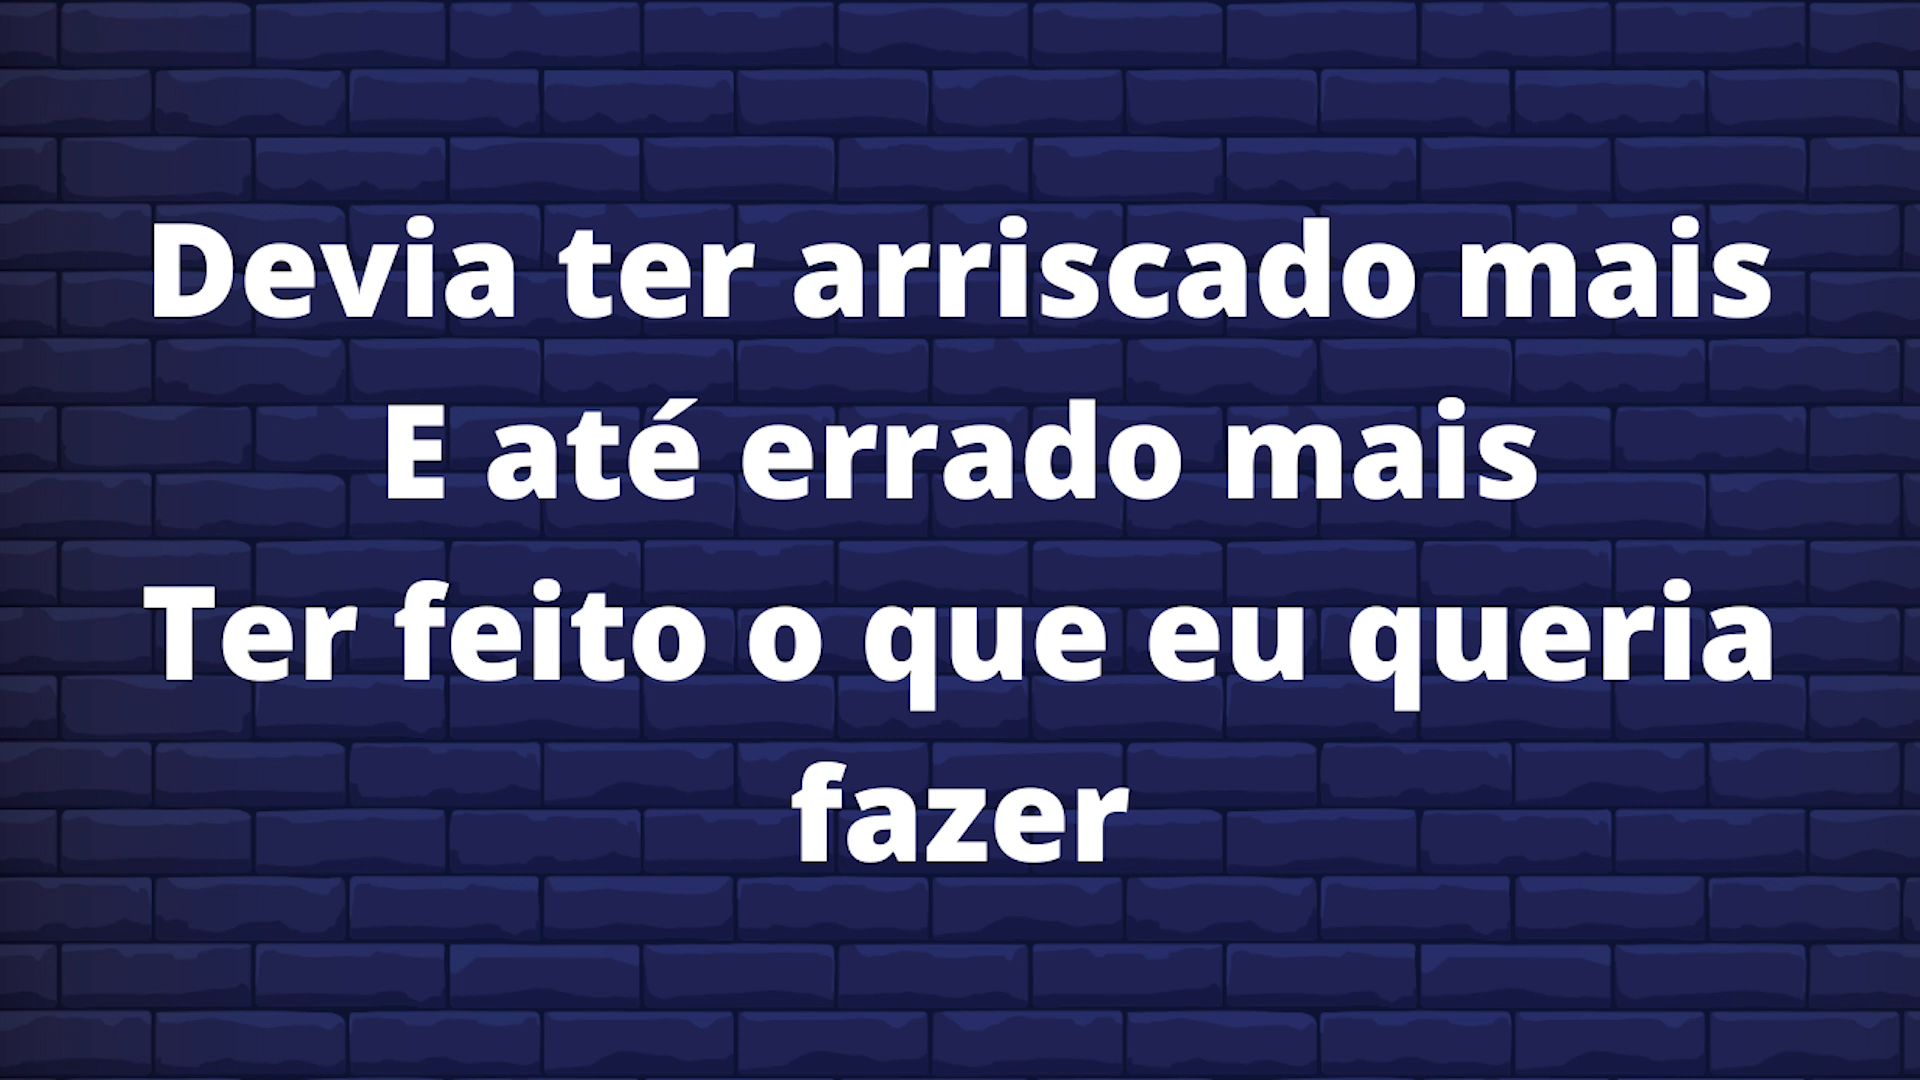 Devia ter arriscado mais
E até errado mais
Ter feito o que eu queria
fazer